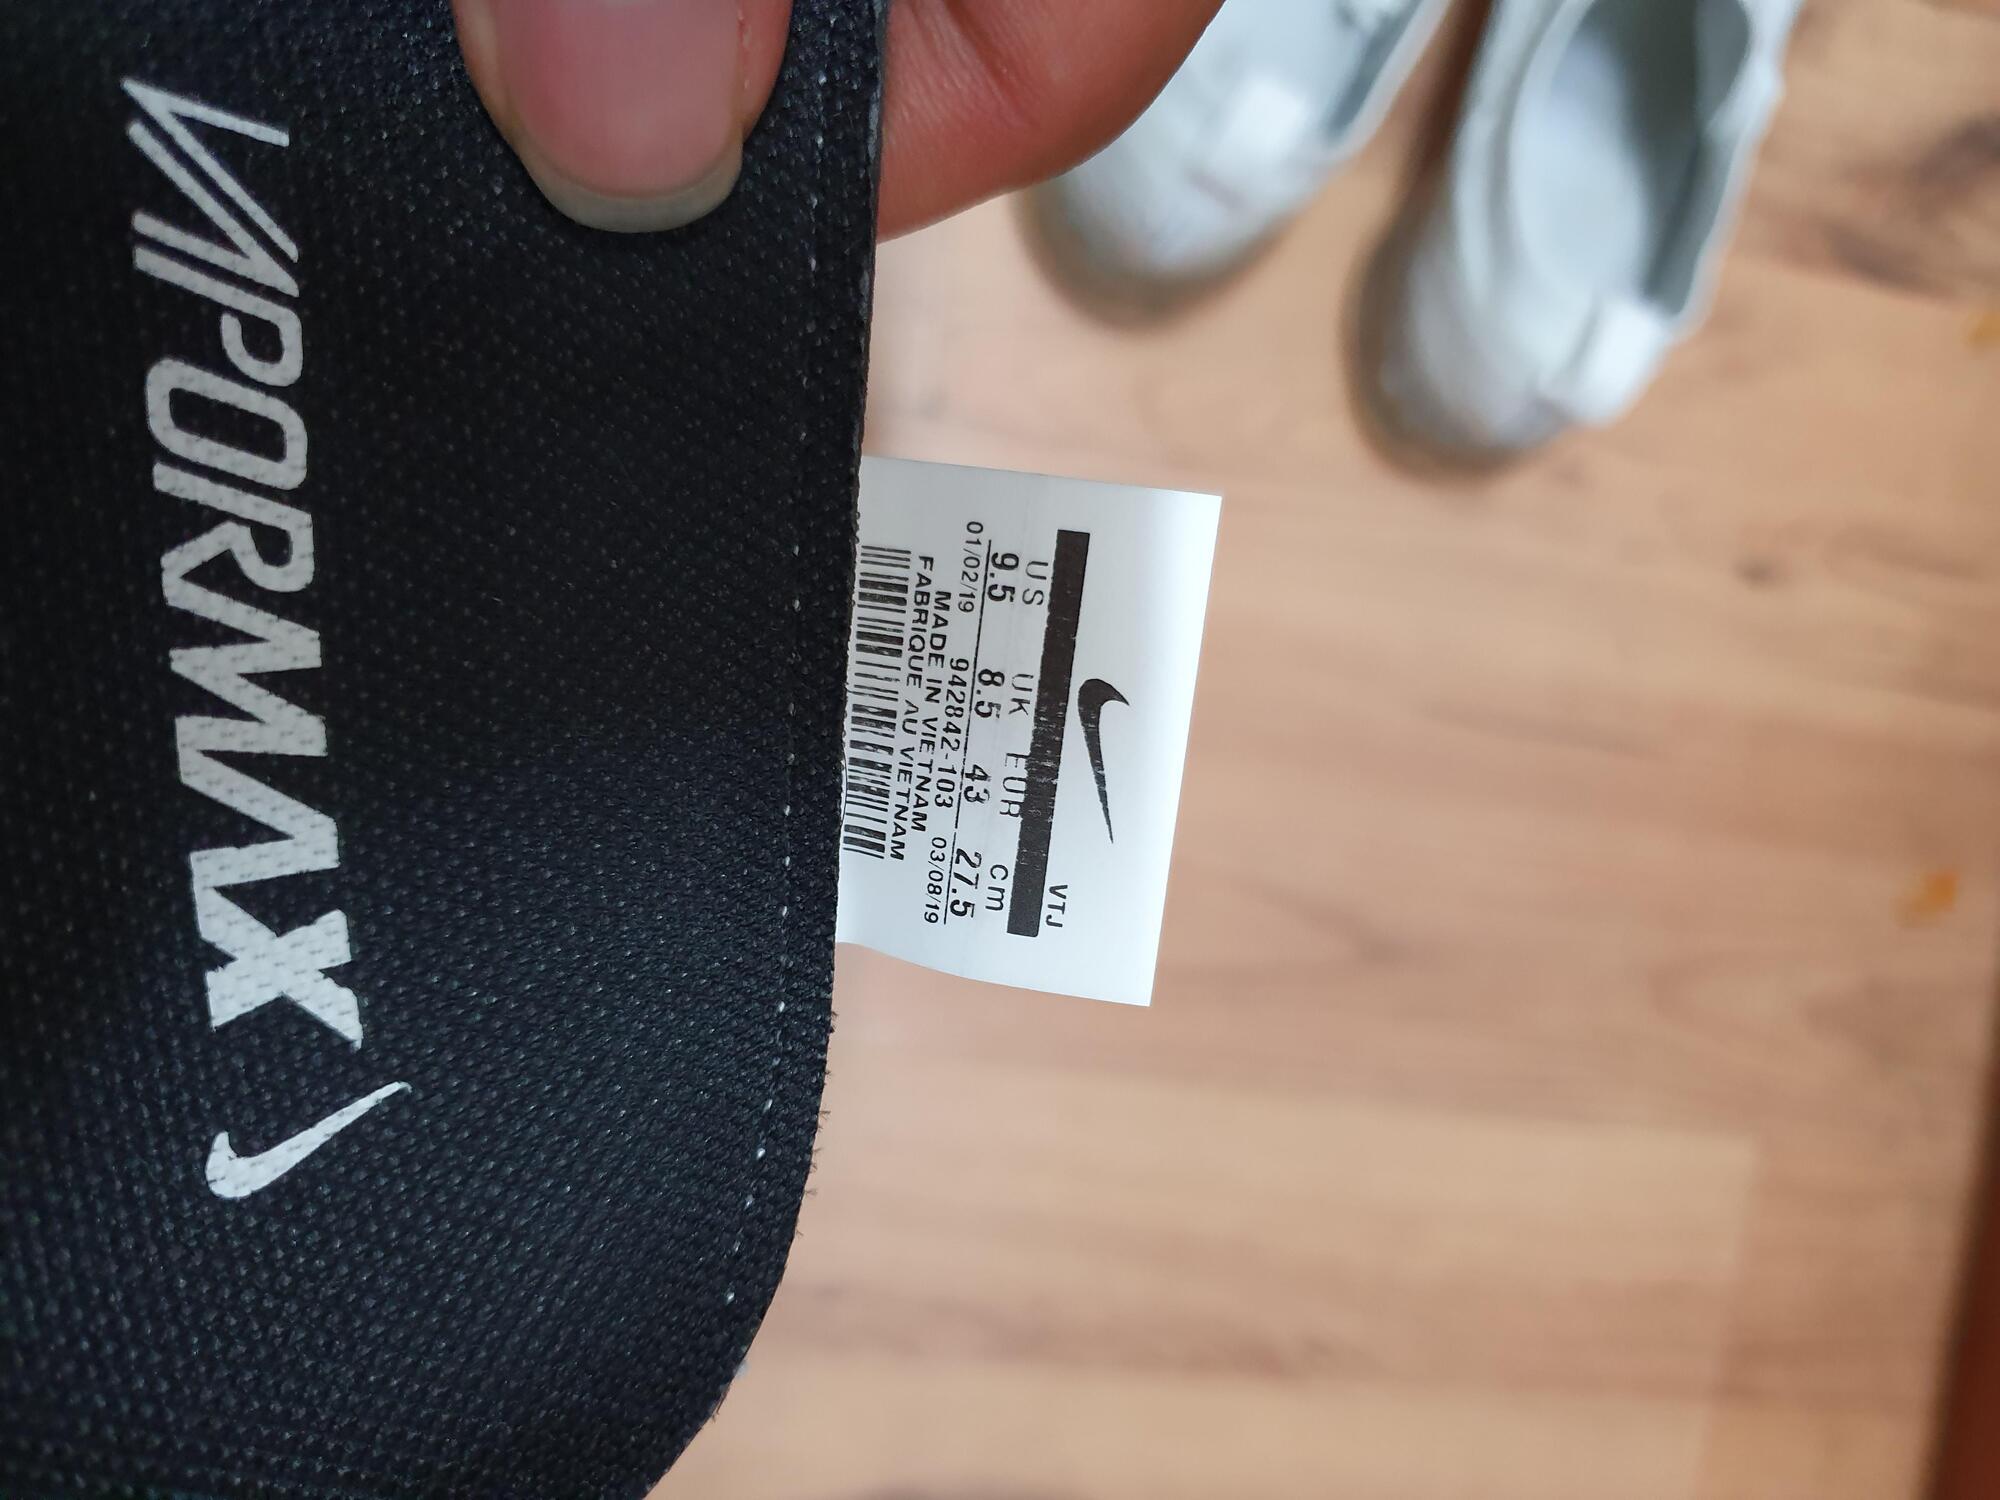 VAPORMAX
VTJ
US UK EUR cm
9.5 8.5 43 27.5
01/02/19 942842-103 03/08/19
MADE IN VIETNAM
FABRIQUE AU VIETNAM